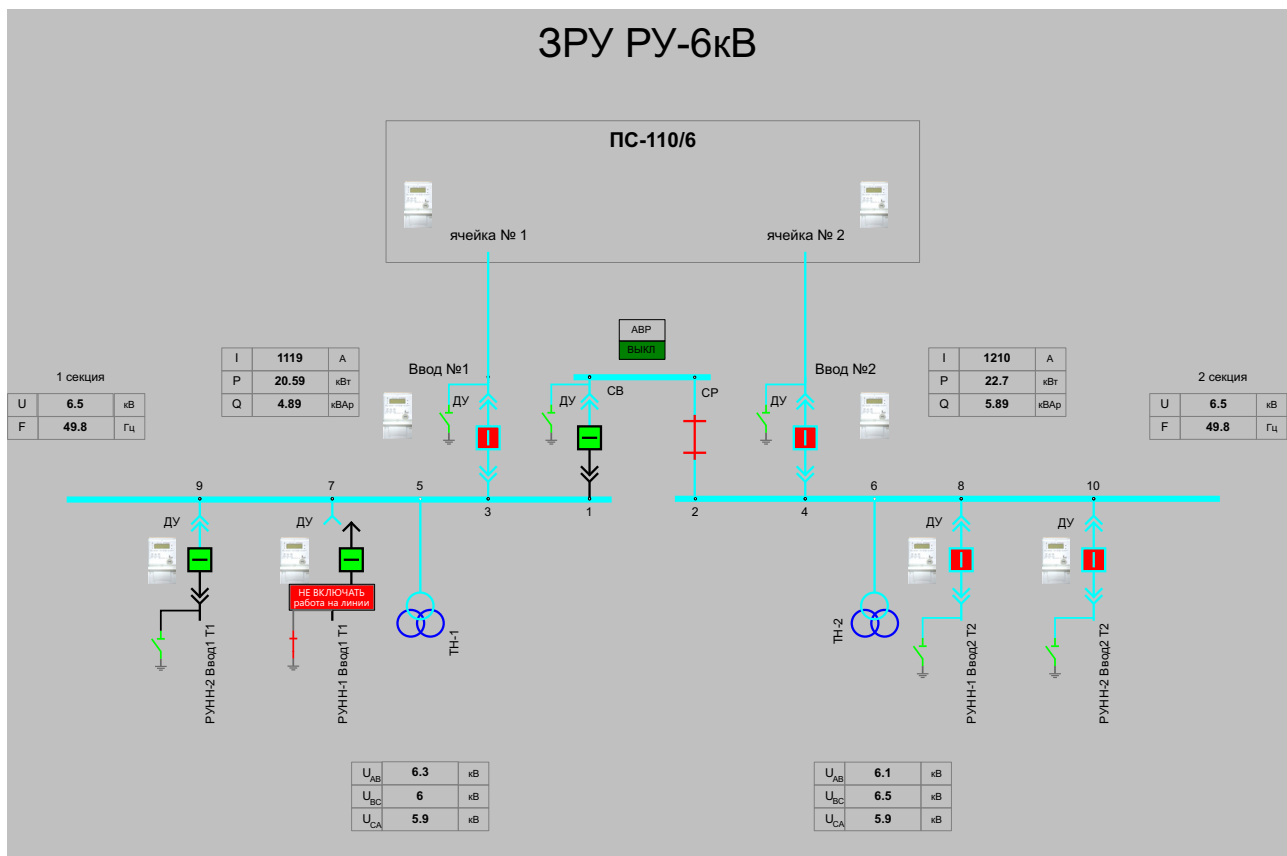 ЗРУ РУ-6кВ
ПС-110/6
ячейка № 1
ячейка № 2
АВР
ВЫКЛ
1 секция
U 6.5 кВ
F 49.8 Гц
I 1119 А
P 20.59 кВт
Q 4.89 кВАр
Ввод №1
ДУ
ДУ
СВ
СР
ДУ
Ввод №2
I 1210 А
P 22.7 кВт
Q 5.89 кВАр
2 секция
U 6.5 кВ
F 49.8 Гц
9 7 5 6 8 10
3 1 2 4
ДУ ДУ ДУ ДУ
НЕ ВКЛЮЧАТЬ
работа на линии
РУНН-2 Ввод1 Т1
РУНН-1 Ввод1 Т1
ТН-1
ТН-2
РУНН-1 Ввод2 Т2
РУНН-2 Ввод2 Т2
UAB 6.3 кВ
UBC 6 кВ
UCA 5.9 кВ
UAB 6.1 кВ
UBC 6.5 кВ
UCA 5.9 кВ